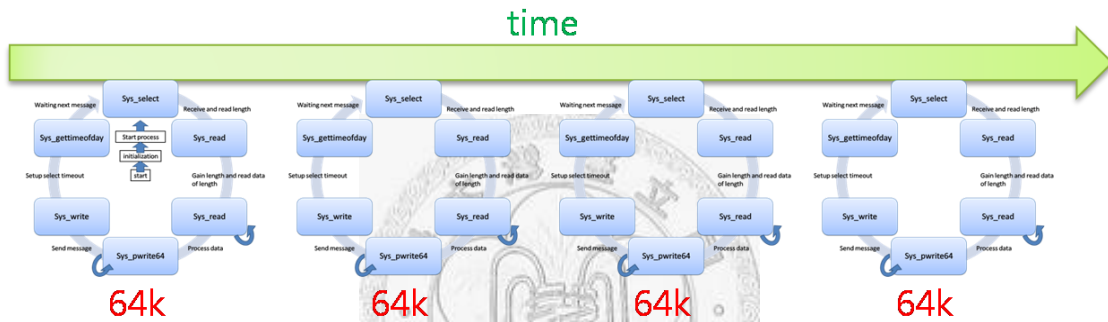 time
Sys_select
Waiting next message
Receive and read length
Sys_gettimeofday
Start process
Sys_read
initialization
start
Setup select timeout
Gain length and read data
of length
Sys_write
Sys_read
Send message
Process data
Sys_pwrite64
64k
Sys_select
Waiting next message
Receive and read length
Sys_gettimeofday
Sys_read
Setup select timeout
Gain length and read data
of length
Sys_write
Sys_read
Send message
Process data
Sys_pwrite64
64k
Sys_select
Waiting next message
Receive and read length
Sys_gettimeofday
Sys_read
Setup select timeout
Gain length and read data
of length
Sys_write
Sys_read
Send message
Process data
Sys_pwrite64
64k
Sys_select
Waiting next message
Receive and read length
Sys_gettimeofday
Sys_read
Setup select timeout
Gain length and read data
of length
Sys_write
Sys_read
Send message
Process data
Sys_pwrite64
64k